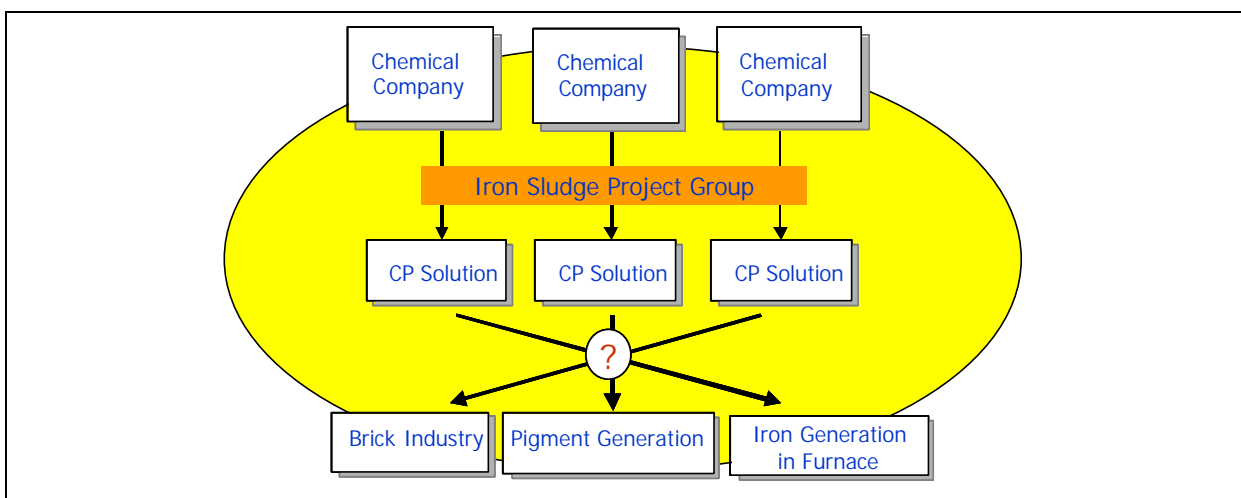 Chemical
Company
Chemical
Company
Chemical
Company
Iron Sludge Project Group
CP Solution
CP Solution
CP Solution
?
Brick Industry
Pigment Generation
Iron Generation
in Furnace